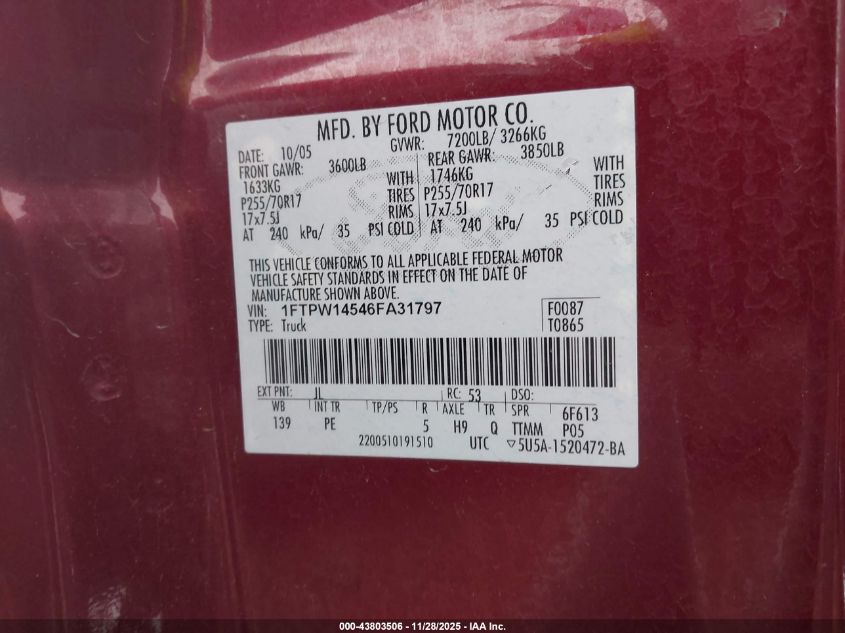 MFD. BY FORD MOTOR CO.
DATE: 10/05 GVWR: 7200LB/ 3266KG
FRONT GAWR: 3600LB REAR GAWR: 3850LB
1633KG WITH 1746KG WITH
P255/70R17 TIRES P255/70R17 TIRES
17x7.5J RIMS 17x7.5J RIMS
AT 240 kPa/ 35 PSI COLD AT 240 kPa/ 35 PSI COLD
THIS VEHICLE CONFORMS TO ALL APPLICABLE FEDERAL MOTOR
VEHICLE SAFETY STANDARDS IN EFFECT ON THE DATE OF
MANUFACTURE SHOWN ABOVE.
VIN: 1FTPW14546FA31797 F0087
TYPE: Truck T0865
EXT PNT: JL RC: 53 DSO:
WB INT TR TP/PS R AXLE TR SPR 6F613
139 PE 5 H9 Q TTMM P05
2200510191510 UTC ▽5U5A-1520472-BA
000-43803506 • 11/28/2025 • IAA Inc.